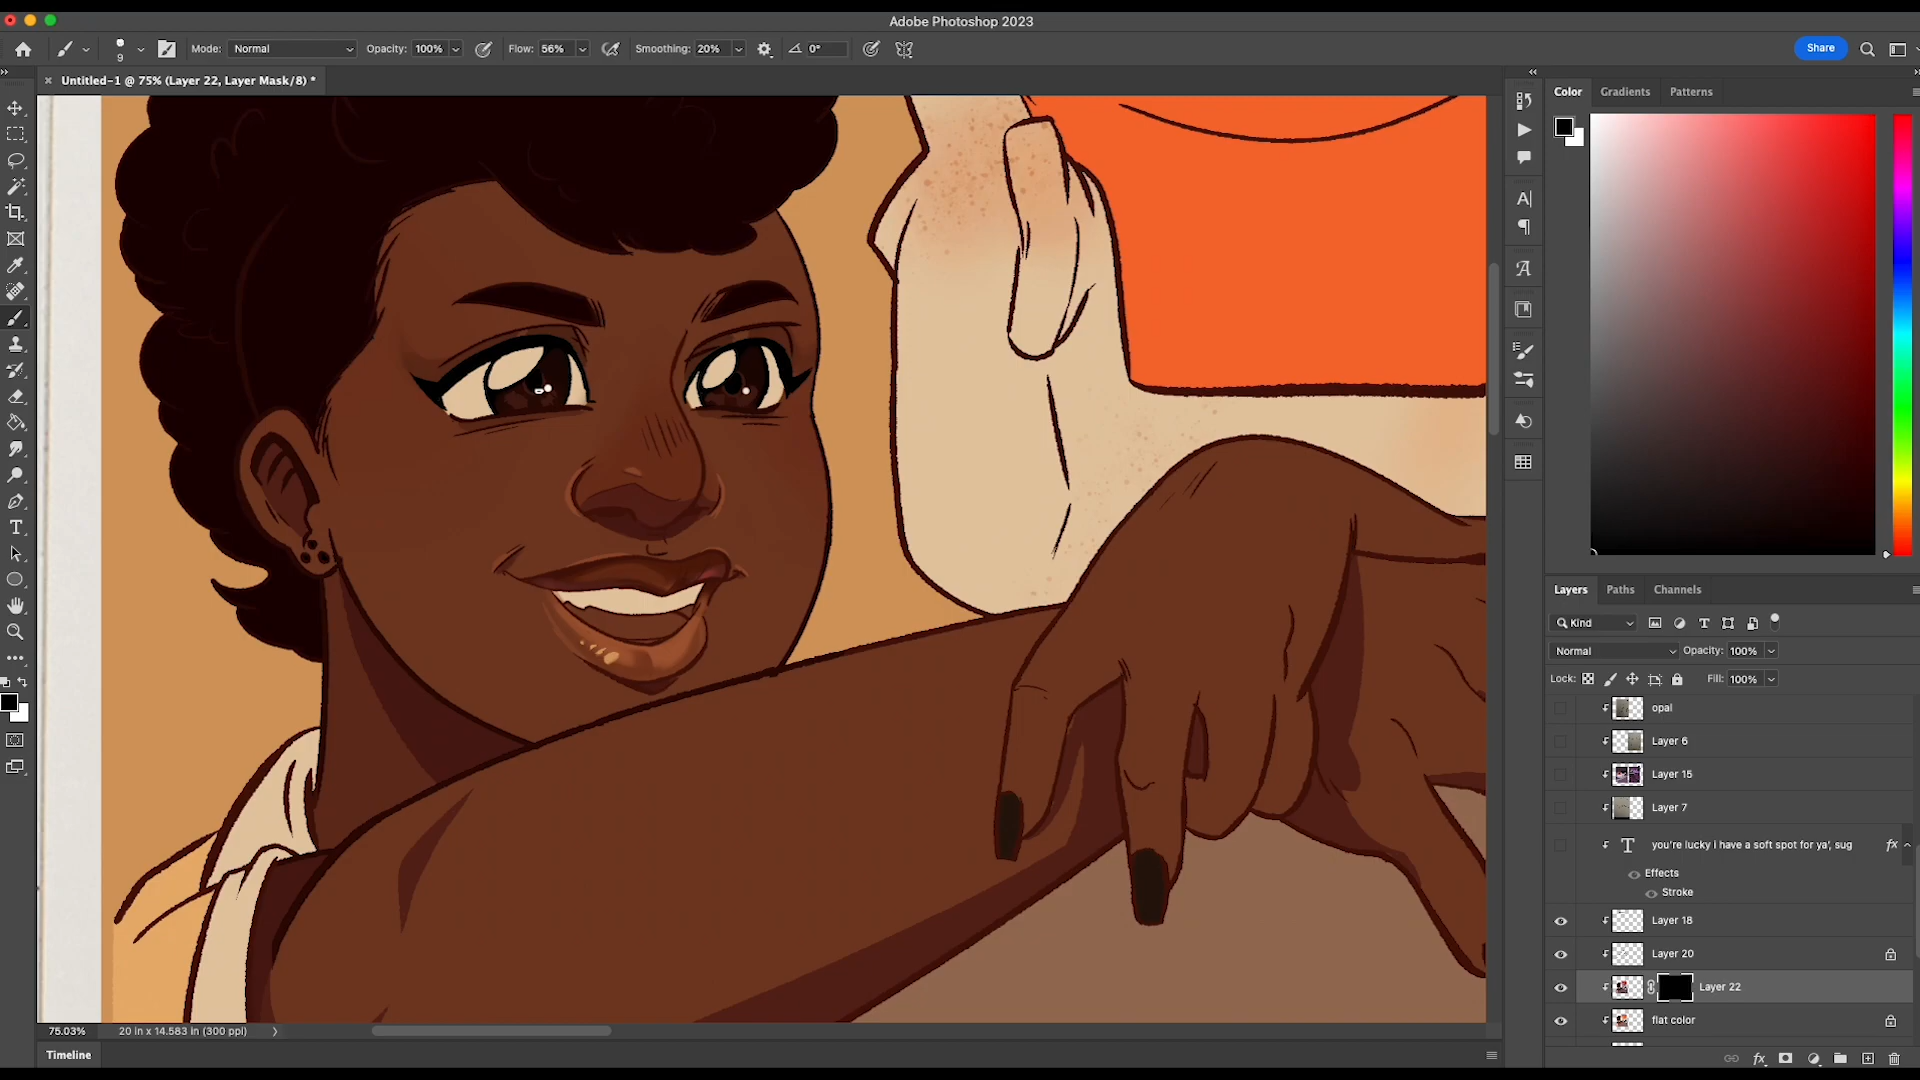 Adobe Photoshop 2023
9
Mode: Normal
Opacity: 100%
Flow: 56%
Smoothing: 20%
0°
Share
Untitled-1 @ 75% (Layer 22, Layer Mask/8) *
Color
Gradients
Patterns
Layers
Paths
Channels
Kind
Normal
Opacity: 100%
Lock:
Fill: 100%
opal
Layer 6
Layer 15
Layer 7
you're lucky i have a soft spot for ya', sug
fx
Effects
Stroke
Layer 18
Layer 20
Layer 22
flat color
75.03%
20 in x 14.583 in (300 ppi)
Timeline
fx